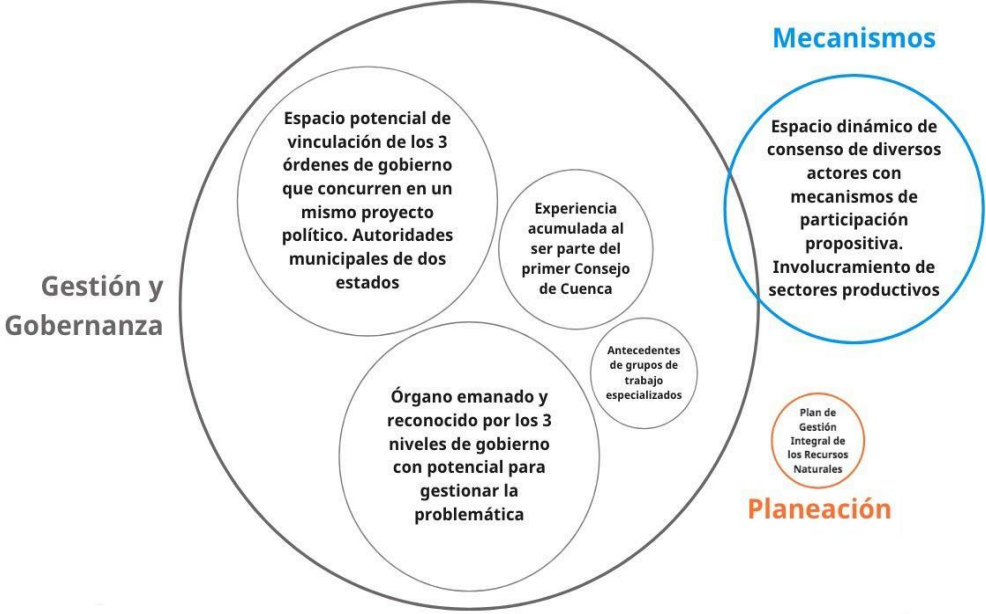 Mecanismos
Espacio potencial de
vinculación de los 3
órdenes de gobierno
que concurren en un
mismo proyecto
político. Autoridades
municipales de dos
estados
Experiencia
acumulada al
ser parte del
primer Consejo
de Cuenca
Espacio dinámico de
consenso de diversos
actores con
mecanismos de
participación
propositiva.
Involucramiento de
sectores productivos
Gestión y
Gobernanza
Antecedentes
de grupos de
trabajo
especializados
Órgano emanado y
reconocido por los 3
niveles de gobierno
con potencial para
gestionar la
problemática
Plan de
Gestión
Integral de
los Recursos
Naturales
Planeación